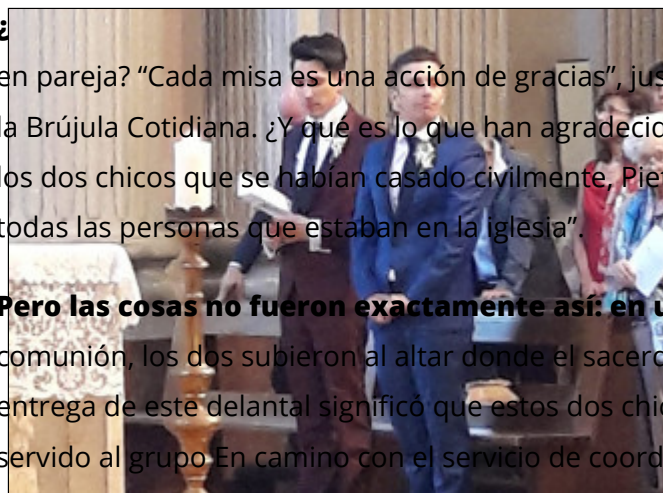 ¿
en pareja? “Cada misa es una acción de gracias”, jus
la Brújula Cotidiana. ¿Y qué es lo que han agradecid
los dos chicos que se habían casado civilmente, Piet
todas las personas que estaban en la iglesia”.
Pero las cosas no fueron exactamente así: en u
comunión, los dos subieron al altar donde el sacerd
entrega de este delantal significó que estos dos chic
servido al grupo En camino con el servicio de coord